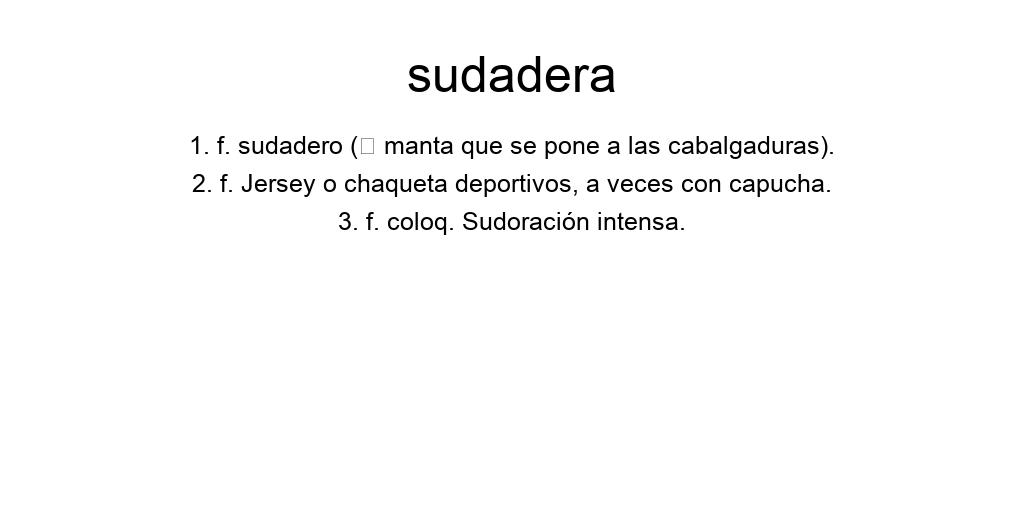 sudadera
1. f. sudadero (□ manta que se pone a las cabalgaduras).
2. f. Jersey o chaqueta deportivos, a veces con capucha.
3. f. coloq. Sudoración intensa.